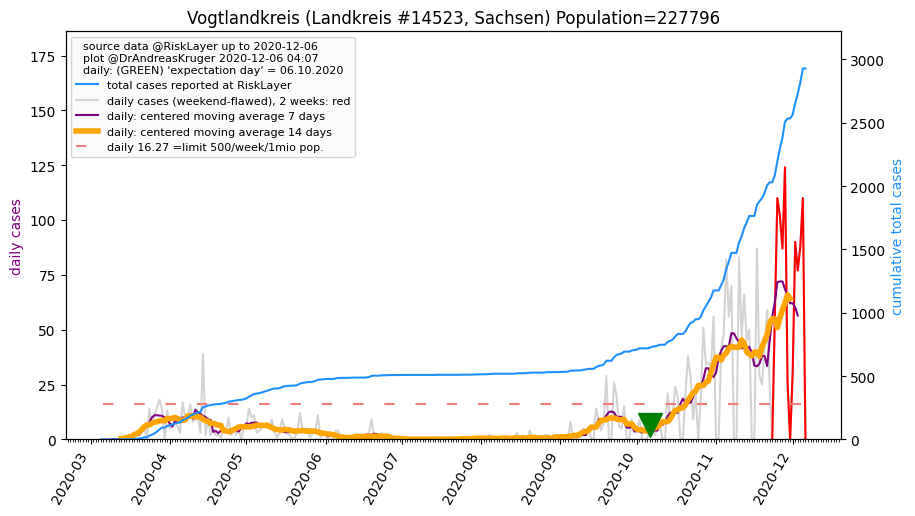 Vogtlandkreis (Landkreis #14523, Sachsen) Population=227796
source data @RiskLayer up to 2020-12-06
plot @DrAndreasKruger 2020-12-06 04:07
daily: (GREEN) 'expectation day' = 06.10.2020
total cases reported at RiskLayer
daily cases (weekend-flawed), 2 weeks: red
daily: centered moving average 7 days
daily: centered moving average 14 days
daily 16.27 =limit 500/week/1mio pop.
daily cases
175
150
125
100
75
50
25
0
cumulative total cases
3000
2500
2000
1500
1000
500
0
2020-03
2020-04
2020-05
2020-06
2020-07
2020-08
2020-09
2020-10
2020-11
2020-12